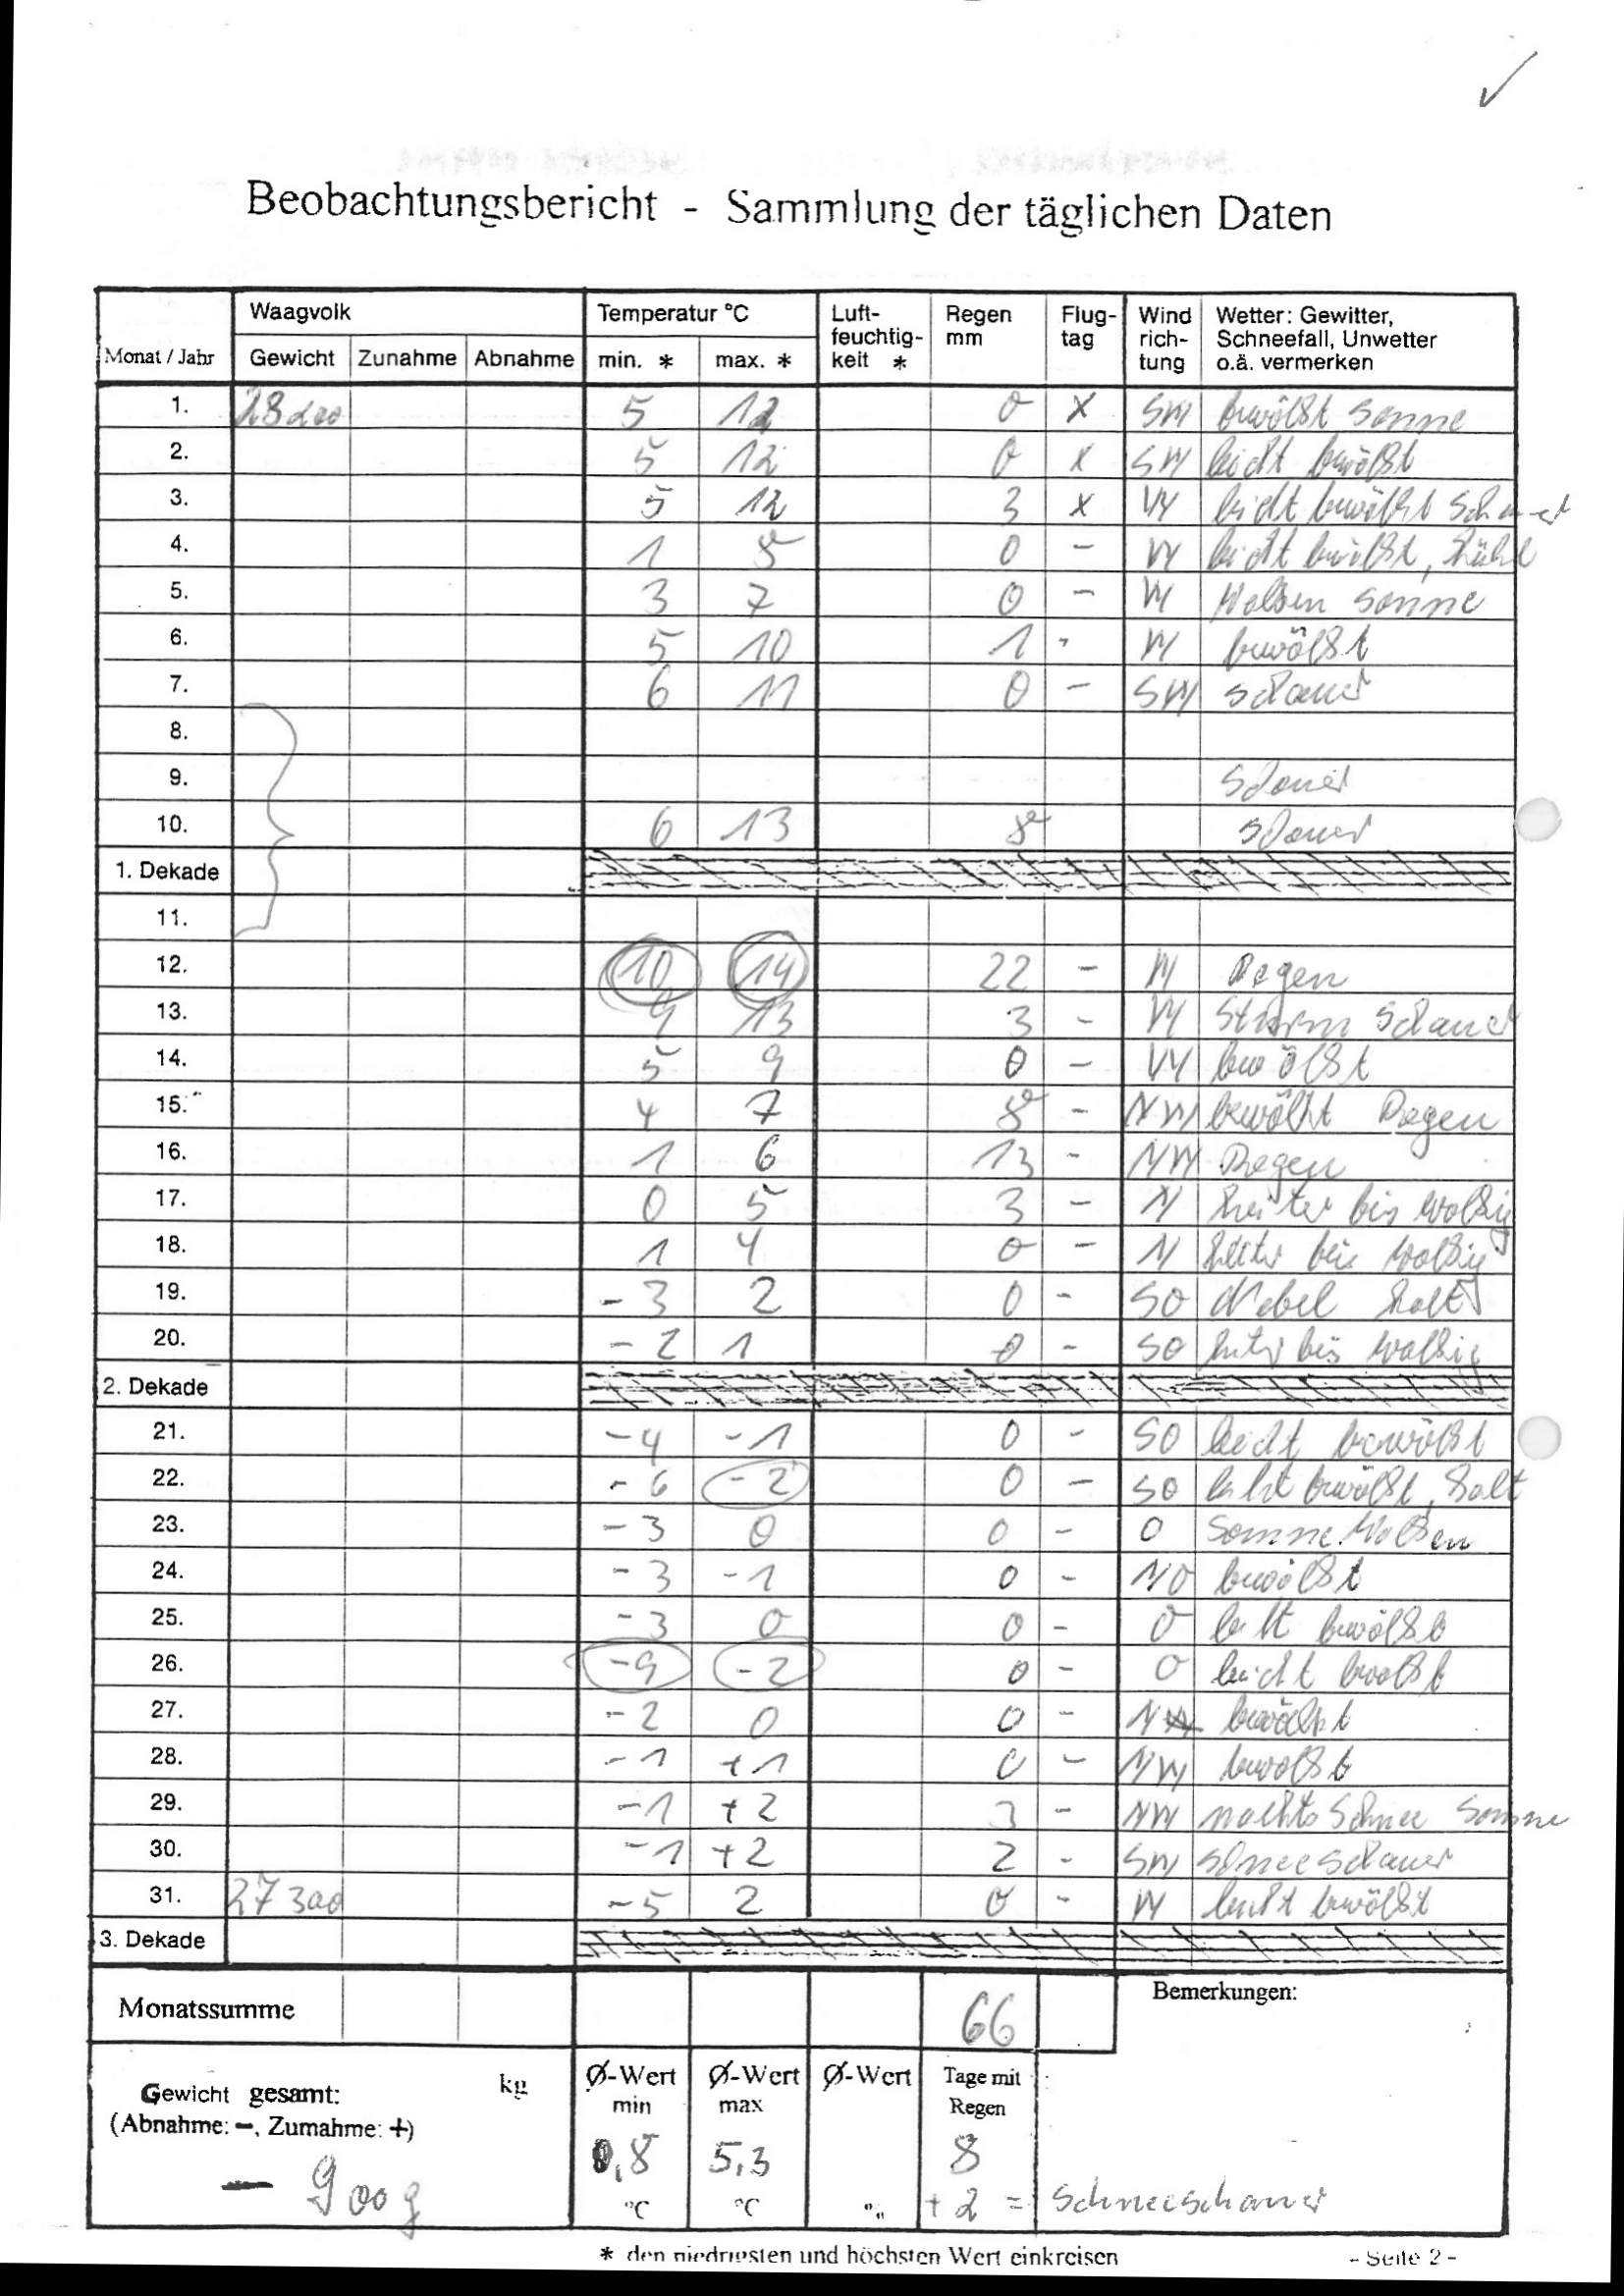 Beobachtungsbericht - Sammlung der täglichen Daten
Monat / Jahr Waagvolk Temperatur °C Luft-feuchtig-keit * Regen mm Flug-tag Wind rich-tung Wetter: Gewitter, Schneefall, Unwetter o.ä. vermerken
Gewicht Zunahme Abnahme min. * max. *
1. 28200 5 12 0 X SW bewölkt Sonne
2. 5 12 0 X SW leicht bewölkt
3. 5 12 3 X W leicht bewölkt Schauer
4. 1 8 0 - W leicht bewölkt, kühl
5. 3 7 0 - W Wolken Sonne
6. 5 10 1 - W bewölkt
7. 6 11 0 - SW Schauer
8.
9. Schauer
10. 6 13 8 Schauer
1. Dekade
11.
12. 10 14 22 - W Regen
13. 9 13 3 - W Sturm Schauer
14. 5 9 0 - W bewölkt
15. 4 7 8 - NW bewölkt Regen
16. 1 6 13 - NW Regen
17. 0 5 3 - N heiter bis wolkig
18. 1 4 0 - N heiter bis wolkig
19. -3 2 0 - SO Nebel kalt
20. -2 1 0 - SO heiter bis wolkig
2. Dekade
21. -4 -1 0 - SO leicht bewölkt
22. -6 -2 0 - SO leicht bewölkt, kalt
23. -3 0 0 - O Sonne Wolken
24. -3 -1 0 - NO bewölkt
25. -3 0 0 - O leicht bewölkt
26. -9 -2 0 - O leicht bewölkt
27. -2 0 0 - bewölkt
28. -1 +1 0 - NW bewölkt
29. -1 +2 3 - NW nachts Schnee Sonne
30. -1 +2 2 - SW Schneeschauer
31. 27300 -5 2 0 - W leicht bewölkt
3. Dekade
Monatssumme 66 Bemerkungen:
Gewicht gesamt: kg
(Abnahme: -, Zumahme: +)
- 900 g
Ø-Wert min Ø-Wert max Ø-Wert Tage mit Regen
0,8 5,3 8
°C °C + 2 = Schneeschauer
* den niedrigsten und höchsten Wert einkreisen
- Seite 2 -